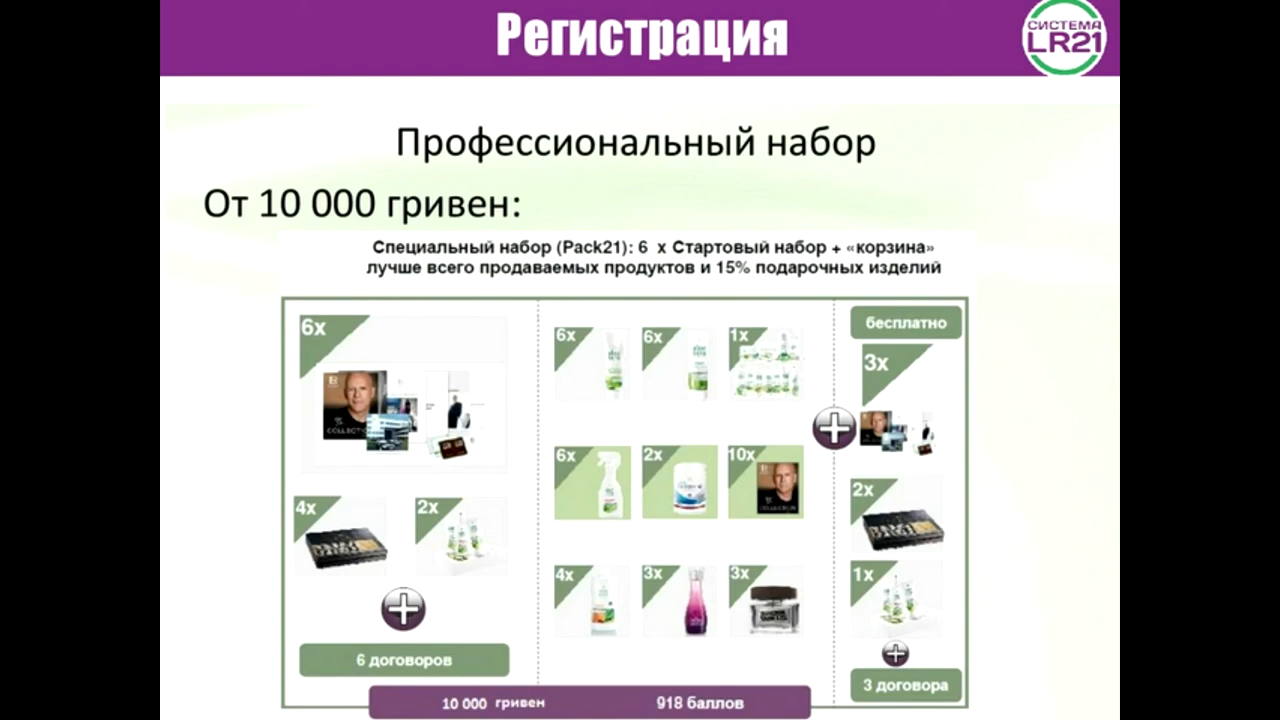 Регистрация
СИСТЕМА
LR21
Профессиональный набор
От 10 000 гривен:
Специальный набор (Pack21): 6 х Стартовый набор + «корзина»
лучше всего продаваемых продуктов и 15% подарочных изделий
6x
4x
2x
6 договоров
6x
6x
1x
6x
2x
10x
4x
3x
3x
бесплатно
3x
2x
1x
3 договора
10 000 гривен
918 баллов